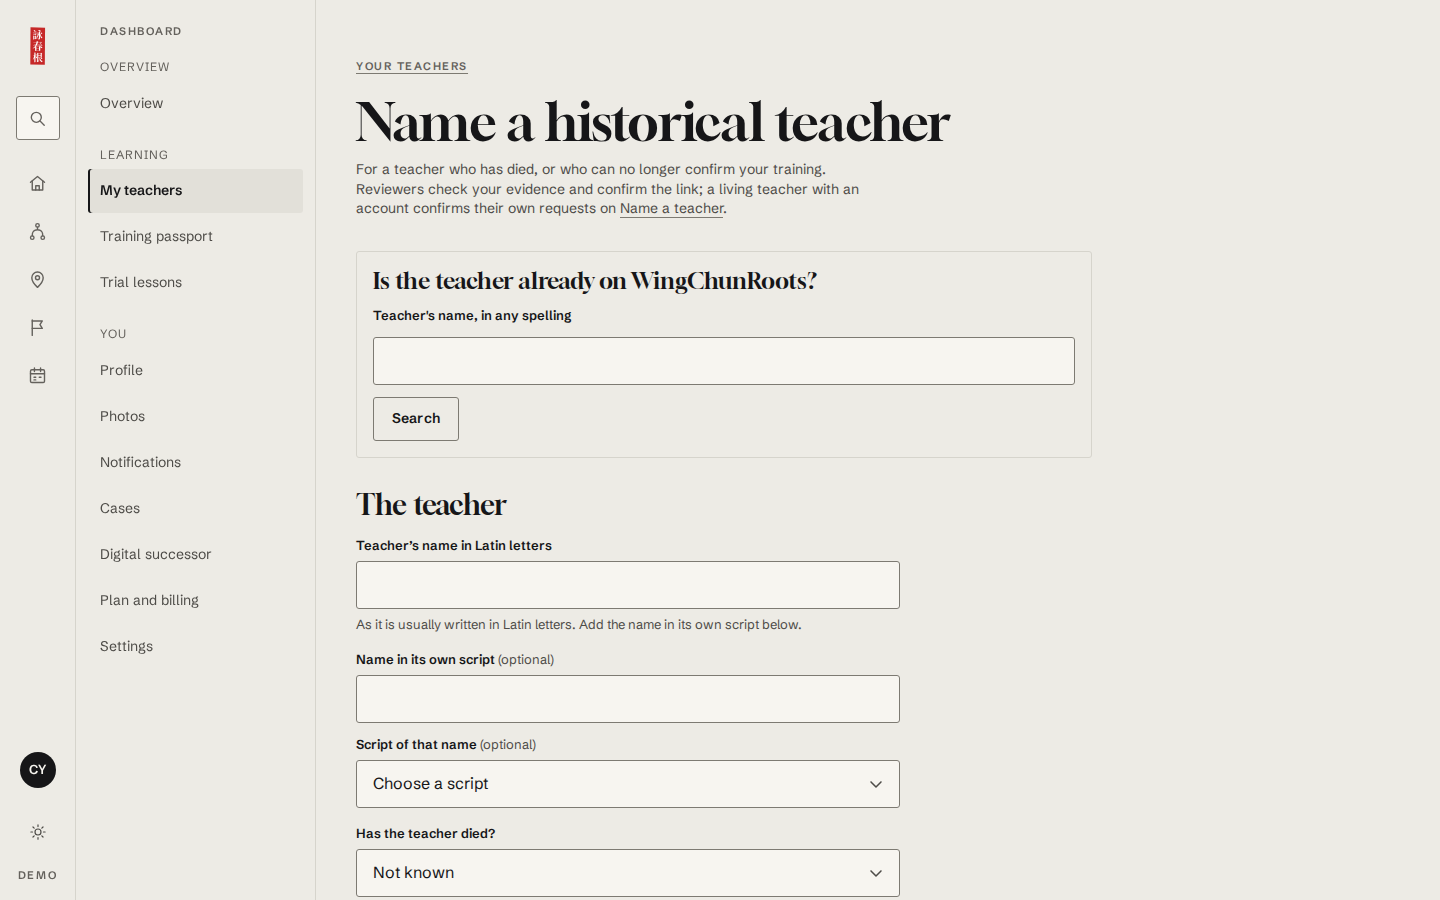 詠春根
DASHBOARD
OVERVIEW
Overview
LEARNING
My teachers
Training passport
Trial lessons
YOU
Profile
Photos
Notifications
Cases
Digital successor
Plan and billing
Settings
CY
DEMO
YOUR TEACHERS
Name a historical teacher
For a teacher who has died, or who can no longer confirm your training.
Reviewers check your evidence and confirm the link; a living teacher with an
account confirms their own requests on Name a teacher.
Is the teacher already on WingChunRoots?
Teacher's name, in any spelling
Search
The teacher
Teacher’s name in Latin letters
As it is usually written in Latin letters. Add the name in its own script below.
Name in its own script (optional)
Script of that name (optional)
Choose a script
Has the teacher died?
Not known